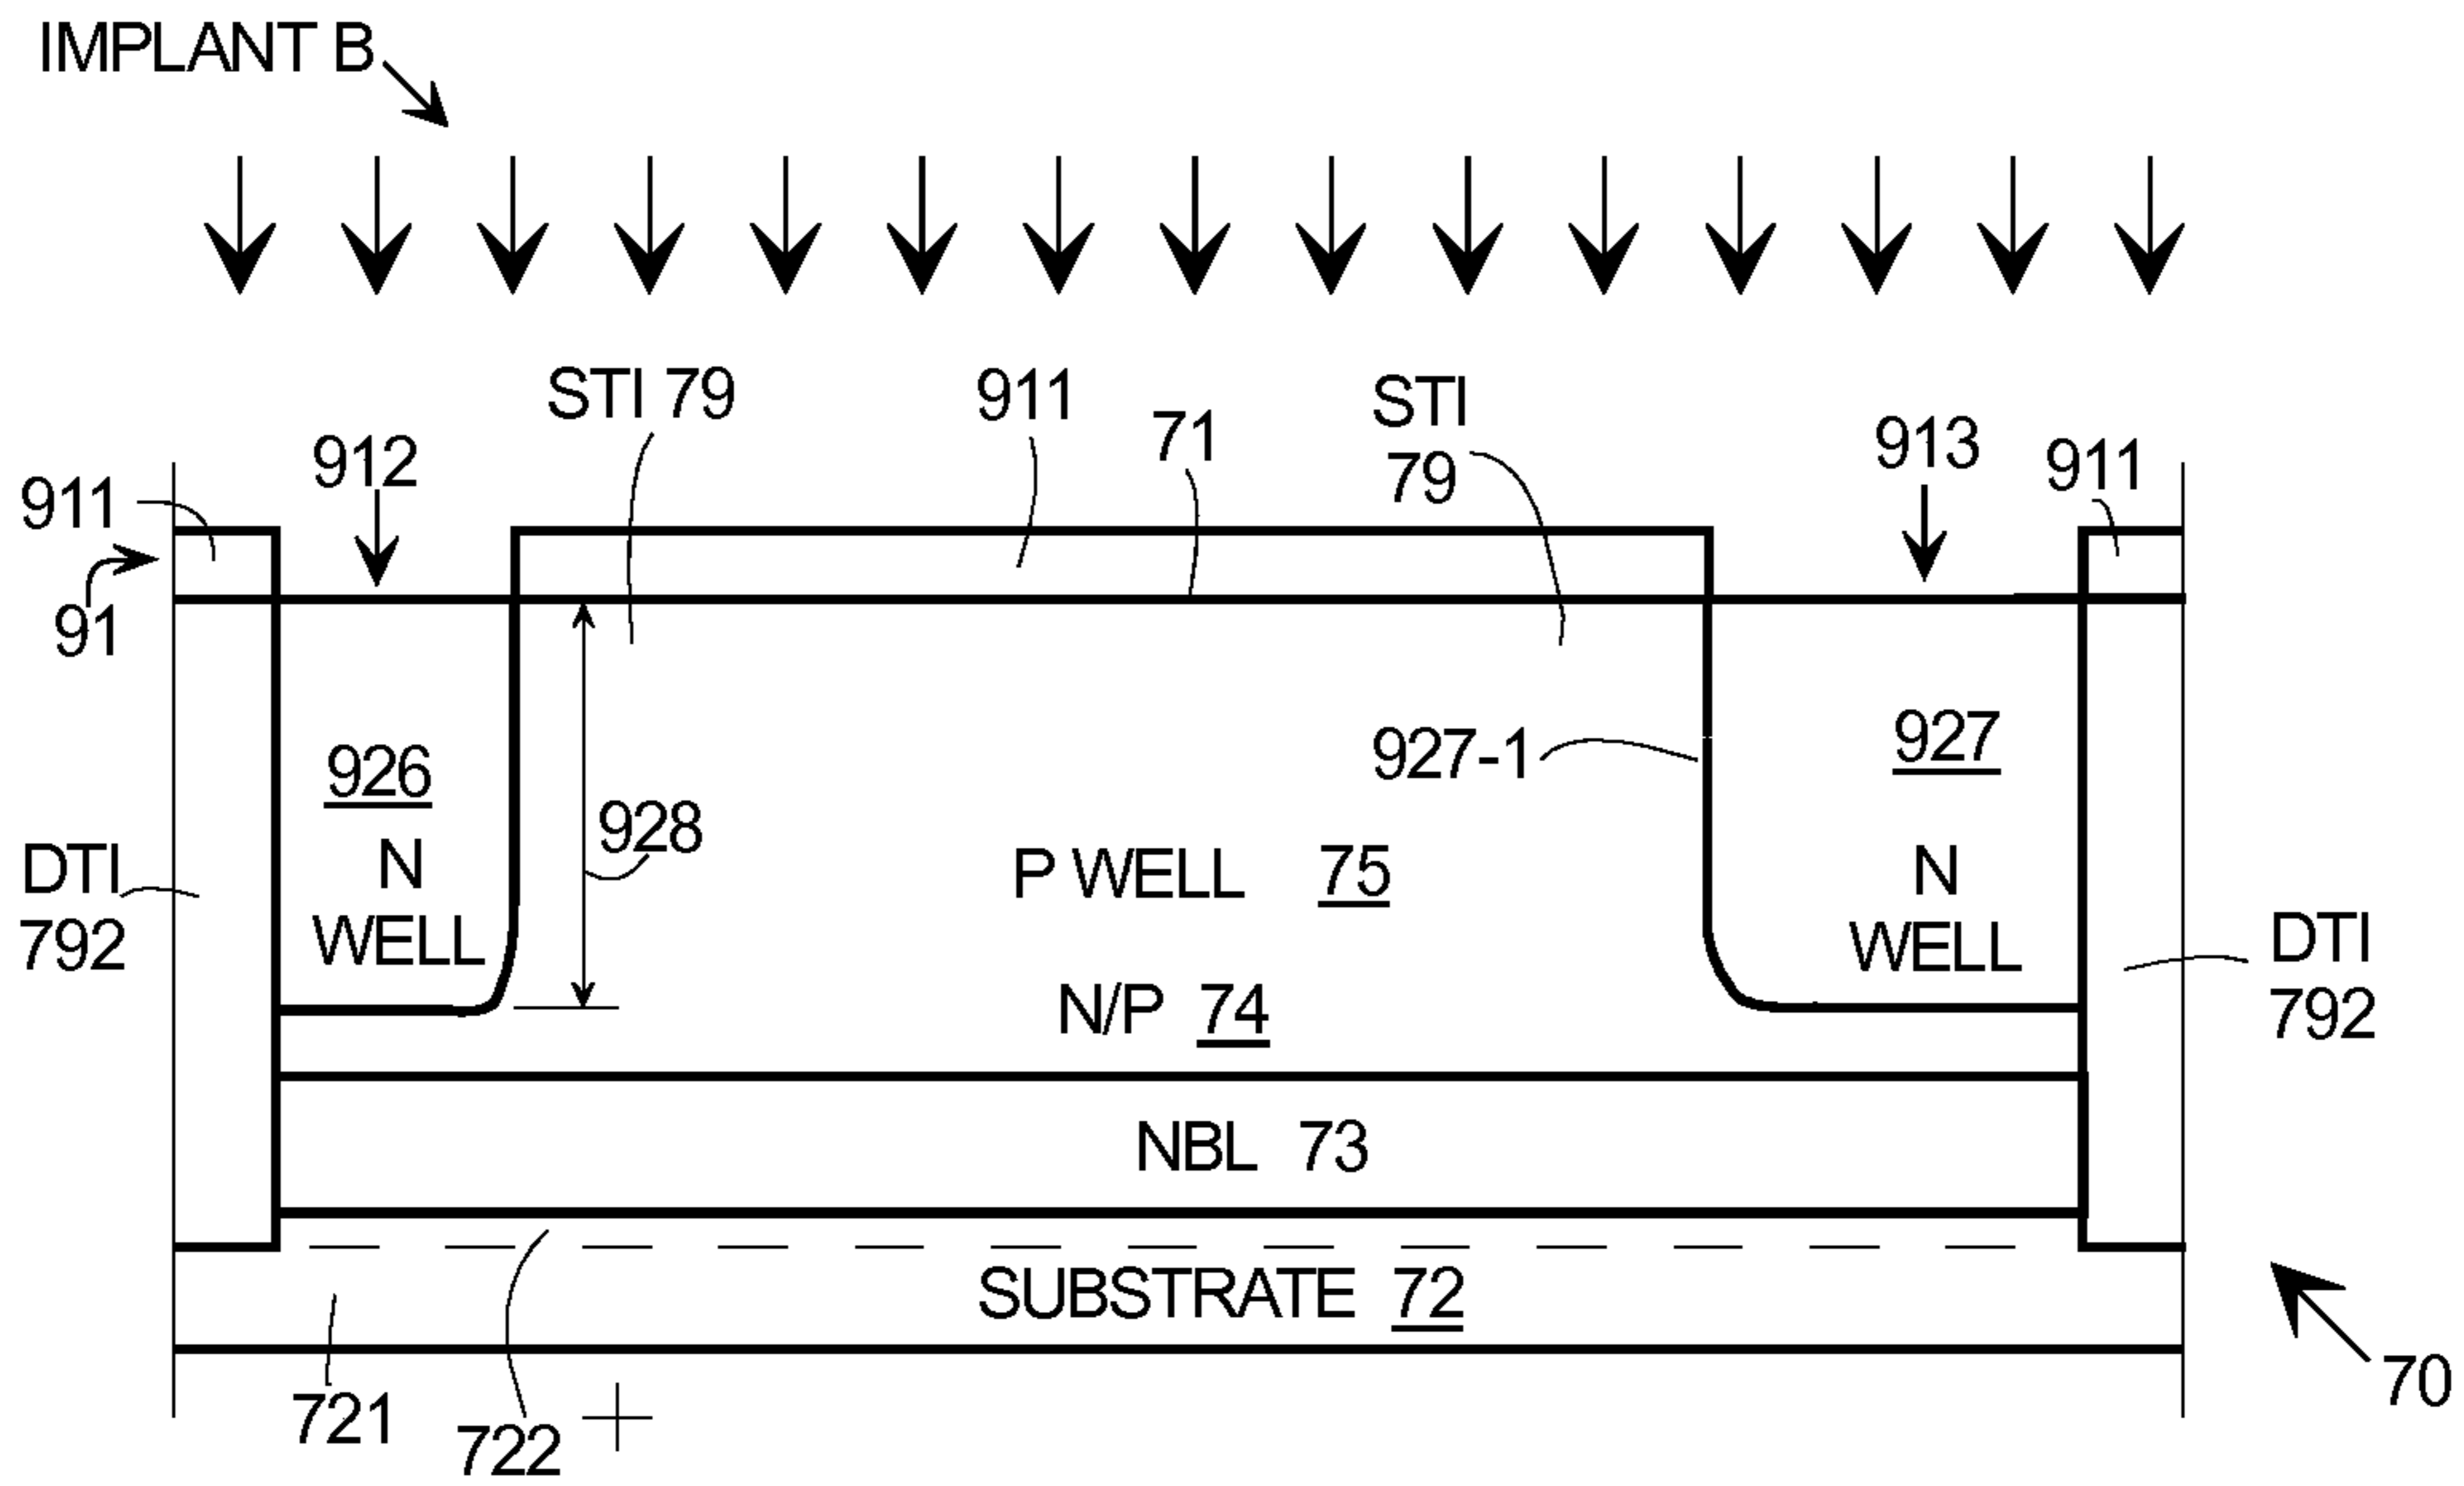 IMPLANT B
STI 79
911
71
STI
79
912
913
911
911
91
927
927-1
926
928
N
WELL
P WELL 75
N
WELL
DTI
792
DTI
792
N/P 74
NBL 73
SUBSTRATE 72
721
722
70